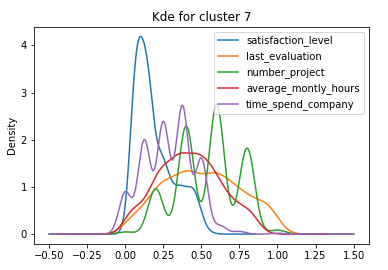 Kde for cluster 7
satisfaction_level
last_evaluation
number_project
average_montly_hours
time_spend_company
Density
4
3
2
1
0
−0.50 −0.25 0.00 0.25 0.50 0.75 1.00 1.25 1.50